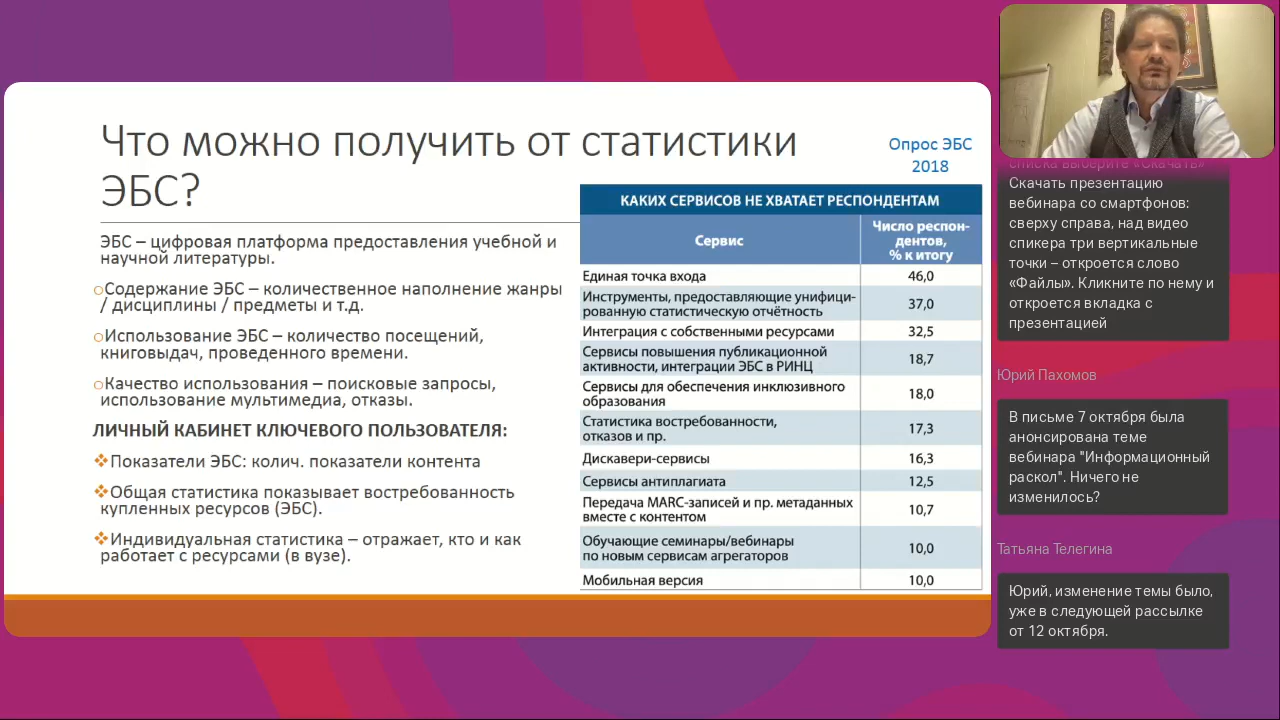 Что можно получить от статистики
ЭБС?
Опрос ЭБС
2018
ЭБС – цифровая платформа предоставления учебной и
научной литературы.
oСодержание ЭБС – количественное наполнение жанры
/ дисциплины / предметы и т.д.
oИспользование ЭБС – количество посещений,
книговыдач, проведенного времени.
oКачество использования – поисковые запросы,
использование мультимедиа, отказы.
ЛИЧНЫЙ КАБИНЕТ КЛЮЧЕВОГО ПОЛЬЗОВАТЕЛЯ:
❖Показатели ЭБС: колич. показатели контента
❖Общая статистика показывает востребованность
купленных ресурсов (ЭБС).
❖Индивидуальная статистика – отражает, кто и как
работает с ресурсами (в вузе).
КАКИХ СЕРВИСОВ НЕ ХВАТАЕТ РЕСПОНДЕНТАМ
Сервис
Число респон-
дентов,
% к итогу
Единая точка входа 46,0
Инструменты, предоставляющие унифици-
рованную статистическую отчётность 37,0
Интеграция с собственными ресурсами 32,5
Сервисы повышения публикационной
активности, интеграции ЭБС в РИНЦ 18,7
Сервисы для обеспечения инклюзивного
образования 18,0
Статистика востребованности,
отказов и пр. 17,3
Дискавери-сервисы 16,3
Сервисы антиплагиата 12,5
Передача MARC-записей и пр. метаданных
вместе с контентом 10,7
Обучающие семинары/вебинары
по новым сервисам агрегаторов 10,0
Мобильная версия 10,0
списка выберите «Скачать»
Скачать презентацию
вебинара со смартфонов:
сверху справа, над видео
спикера три вертикальные
точки – откроется слово
«Файлы». Кликните по нему и
откроется вкладка с
презентацией
Юрий Пахомов
В письме 7 октября была
анонсирована теме
вебинара "Информационный
раскол". Ничего не
изменилось?
Татьяна Телегина
Юрий, изменение темы было,
уже в следующей рассылке
от 12 октября.